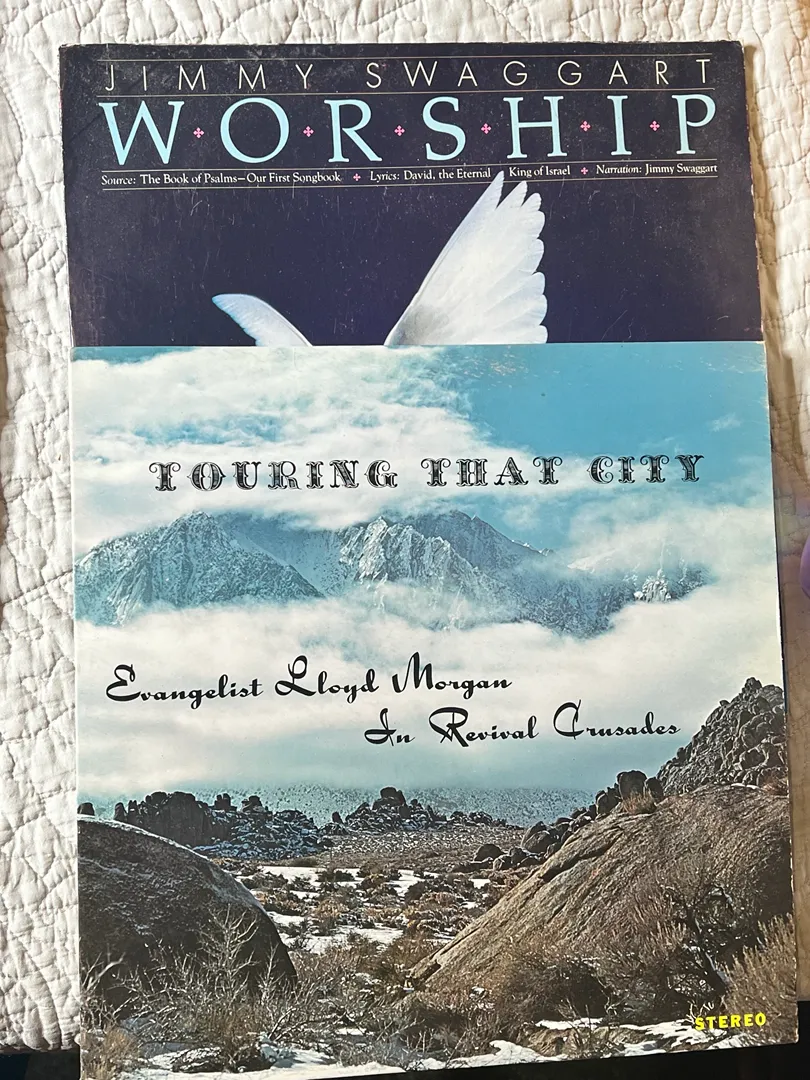 JIMMY SWAGGART
W·O·R·S·H·I·P
Source: The Book of Psalms—Our First Songbook Lyrics: David, the Eternal King of Israel Narration: Jimmy Swaggart
TOURING THAT CITY
Evangelist Lloyd Morgan
In Revival Crusades
STEREO